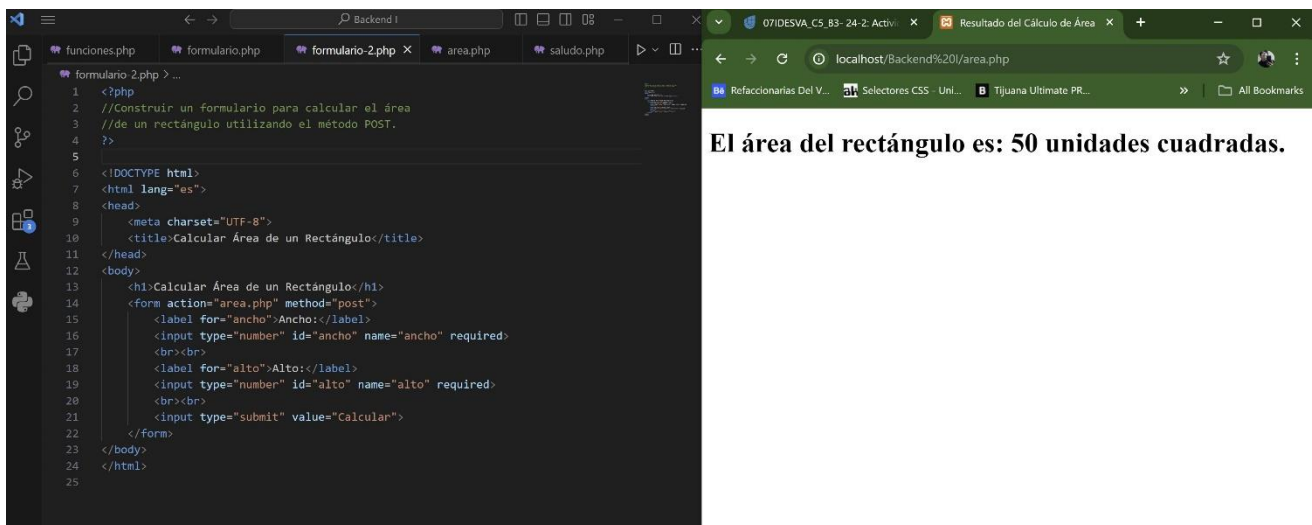 Backend I
funciones.php
formulario.php
formulario-2.php
area.php
saludo.php
formulario-2.php > ...
1 <?php
2 //Construir un formulario para calcular el área
3 //de un rectángulo utilizando el método POST.
4 ?>
5
6 <!DOCTYPE html>
7 <html lang="es">
8 <head>
9 <meta charset="UTF-8">
10 <title>Calcular Área de un Rectángulo</title>
11 </head>
12 <body>
13 <h1>Calcular Área de un Rectángulo</h1>
14 <form action="area.php" method="post">
15 <label for="ancho">Ancho:</label>
16 <input type="number" id="ancho" name="ancho" required>
17 <br><br>
18 <label for="alto">Alto:</label>
19 <input type="number" id="alto" name="alto" required>
20 <br><br>
21 <input type="submit" value="Calcular">
22 </form>
23 </body>
24 </html>
25
07IDESVA_C5_B3- 24-2: Activi
Resultado del Cálculo de Área
localhost/Backend%20I/area.php
Bē Refaccionarias Del V...
Selectores CSS - Uni...
B Tijuana Ultimate PR...
All Bookmarks
El área del rectángulo es: 50 unidades cuadradas.